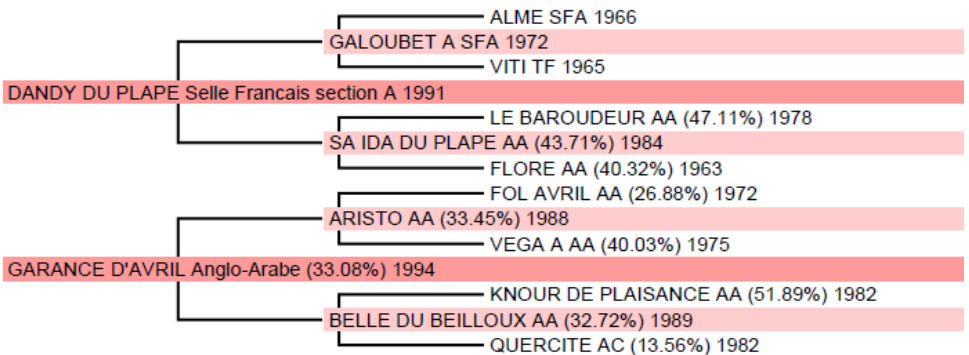 ALME SFA 1966
GALOUBET A SFA 1972
VITI TF 1965
DANDY DU PLAPE Selle Francais section A 1991
LE BAROUDEUR AA (47.11%) 1978
SA IDA DU PLAPE AA (43.71%) 1984
FLORE AA (40.32%) 1963
FOL AVRIL AA (26.88%) 1972
ARISTO AA (33.45%) 1988
VEGA A AA (40.03%) 1975
GARANCE D'AVRIL Anglo-Arabe (33.08%) 1994
KNOUR DE PLAISANCE AA (51.89%) 1982
BELLE DU BEILLOUX AA (32.72%) 1989
QUERCITE AC (13.56%) 1982